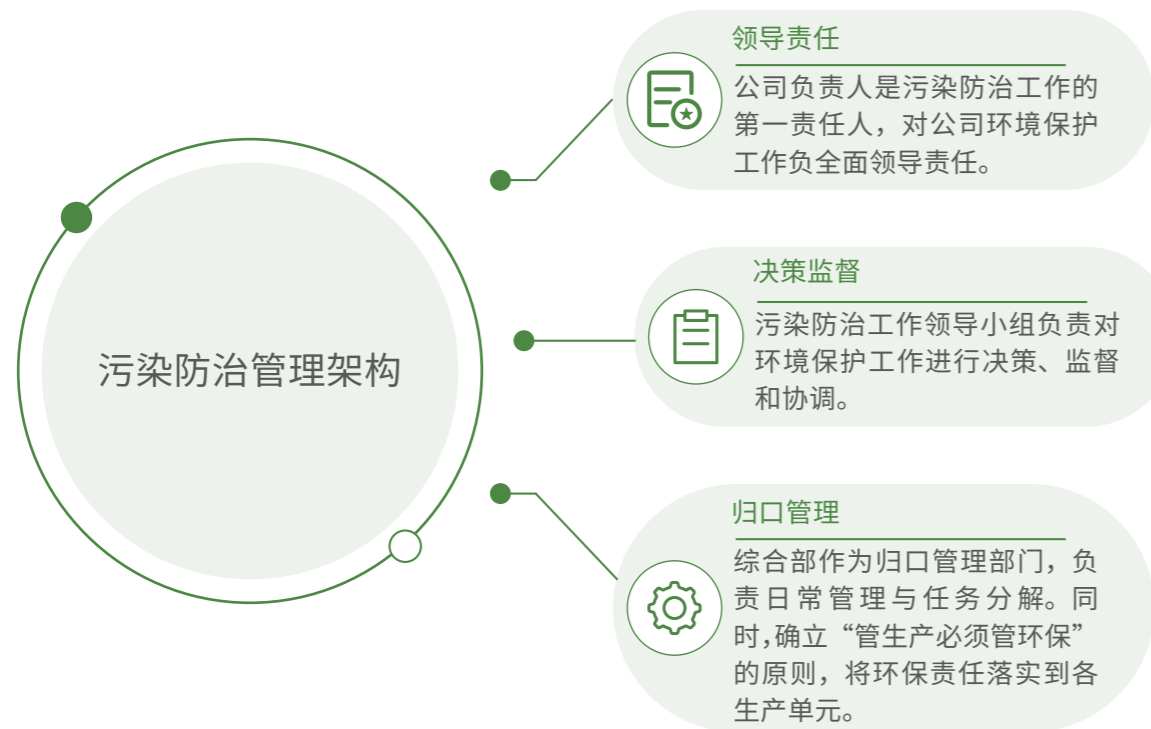 污染防治管理架构
领导责任
公司负责人是污染防治工作的
第一责任人，对公司环境保护
工作负全面领导责任。
决策监督
污染防治工作领导小组负责对
环境保护工作进行决策、监督
和协调。
归口管理
综合部作为归口管理部门，负
责日常管理与任务分解。同
时，确立“管生产必须管环保”
的原则，将环保责任落实到各
生产单元。